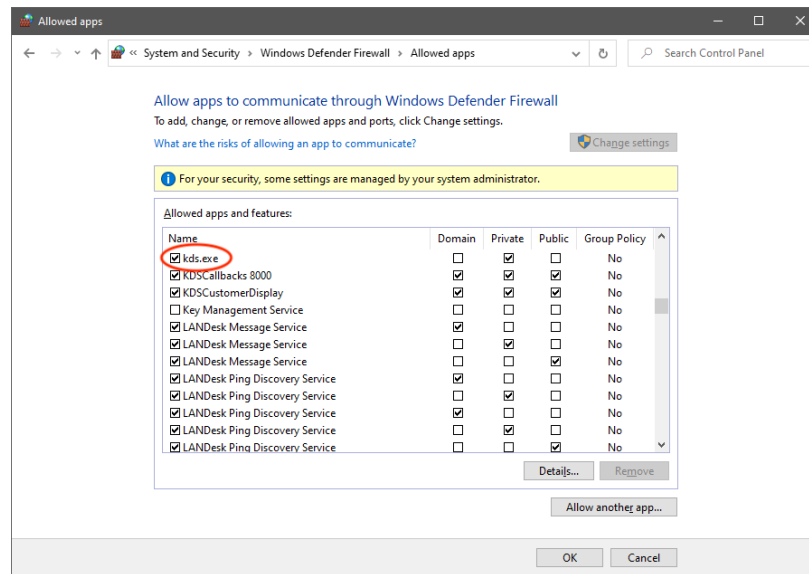 Allowed apps
« System and Security › Windows Defender Firewall › Allowed apps
Search Control Panel
Allow apps to communicate through Windows Defender Firewall
To add, change, or remove allowed apps and ports, click Change settings.
What are the risks of allowing an app to communicate?
Change settings
For your security, some settings are managed by your system administrator.
Allowed apps and features:
Name Domain Private Public Group Policy
kds.exe No
KDSCallbacks 8000 No
KDSCustomerDisplay No
Key Management Service No
LANDesk Message Service No
LANDesk Message Service No
LANDesk Message Service No
LANDesk Ping Discovery Service No
LANDesk Ping Discovery Service No
LANDesk Ping Discovery Service No
LANDesk Ping Discovery Service No
LANDesk Ping Discovery Service No
Details... Remove
Allow another app...
OK Cancel